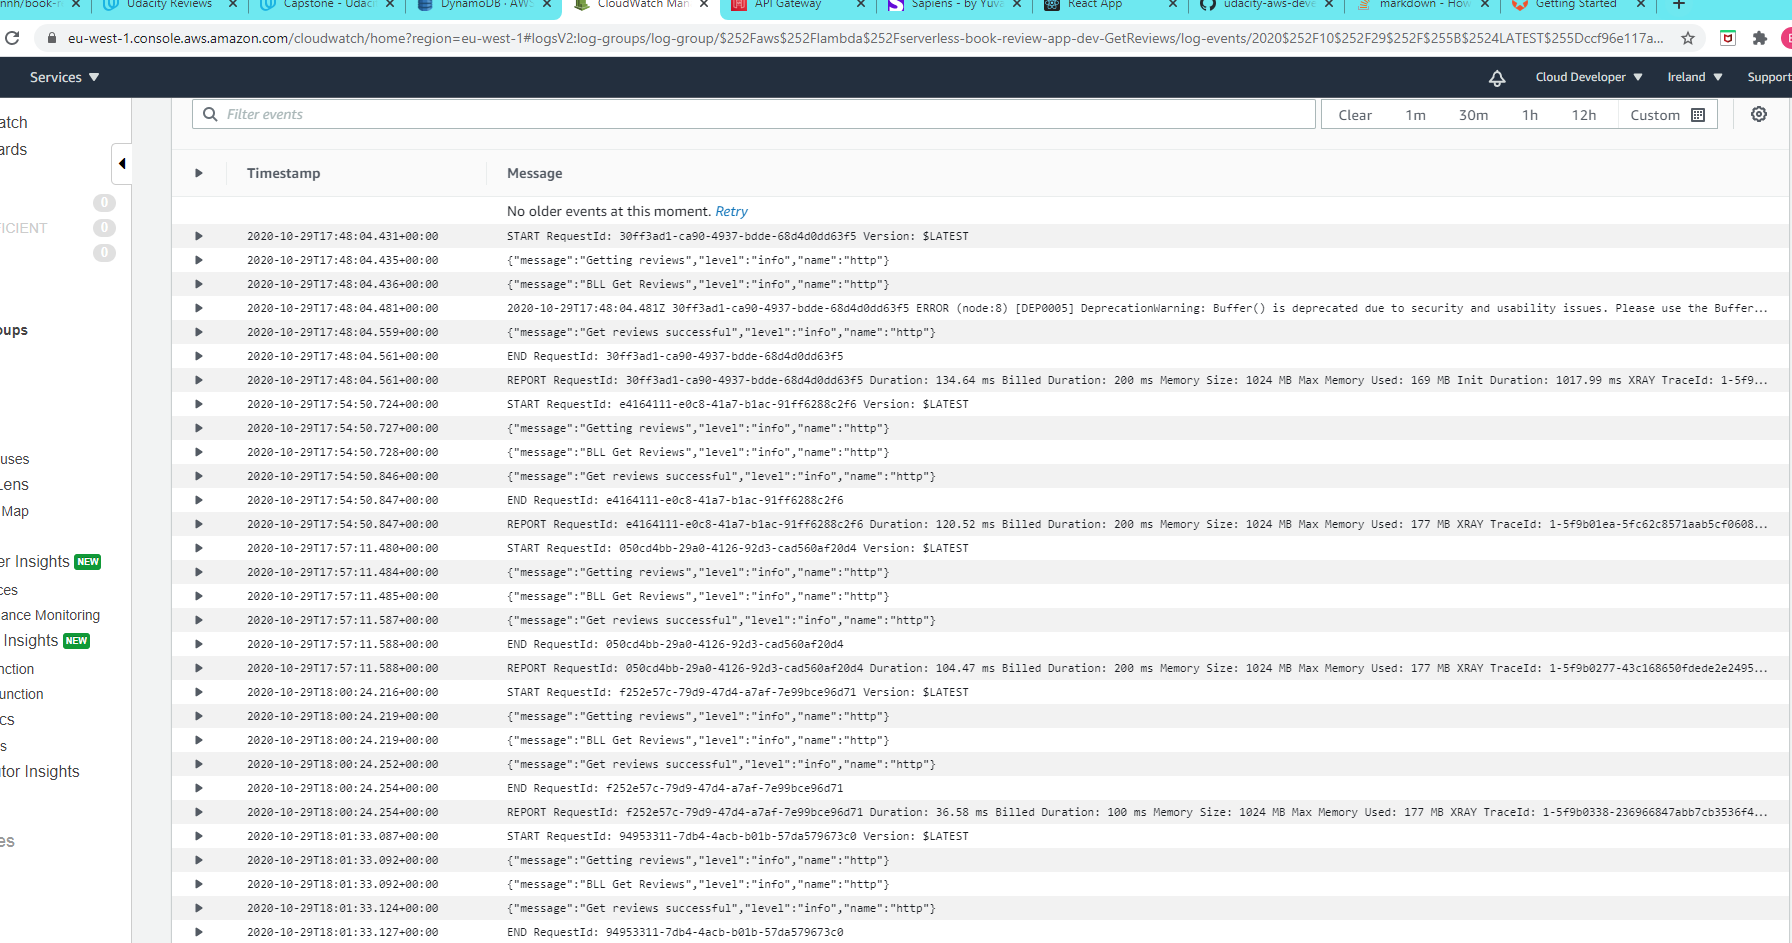 nnh/book-r Udacity Reviews Capstone - Udaci DynamoDB - AWS CloudWatch Man API Gateway Sapiens - by Yuva React App udacity-aws-deve markdown - How Getting Started
eu-west-1.console.aws.amazon.com/cloudwatch/home?region=eu-west-1#logsV2:log-groups/log-group/$252Faws$252Flambda$252Fserverless-book-review-app-dev-GetReviews/log-events/2020$252F10$252F29$252F$255B$2524LATEST$255Dccf96e117a...
Services Cloud Developer Ireland Support
atch
ards
0
ICIENT 0
0
oups
uses
Lens
Map
er Insights NEW
ces
ance Monitoring
Insights NEW
nction
unction
cs
s
tor Insights
es
Filter events Clear 1m 30m 1h 12h Custom
Timestamp Message
No older events at this moment. Retry
2020-10-29T17:48:04.431+00:00 START RequestId: 30ff3ad1-ca90-4937-bdde-68d4d0dd63f5 Version: $LATEST
2020-10-29T17:48:04.435+00:00 {"message":"Getting reviews","level":"info","name":"http"}
2020-10-29T17:48:04.436+00:00 {"message":"BLL Get Reviews","level":"info","name":"http"}
2020-10-29T17:48:04.481+00:00 2020-10-29T17:48:04.481Z 30ff3ad1-ca90-4937-bdde-68d4d0dd63f5 ERROR (node:8) [DEP0005] DeprecationWarning: Buffer() is deprecated due to security and usability issues. Please use the Buffer...
2020-10-29T17:48:04.559+00:00 {"message":"Get reviews successful","level":"info","name":"http"}
2020-10-29T17:48:04.561+00:00 END RequestId: 30ff3ad1-ca90-4937-bdde-68d4d0dd63f5
2020-10-29T17:48:04.561+00:00 REPORT RequestId: 30ff3ad1-ca90-4937-bdde-68d4d0dd63f5 Duration: 134.64 ms Billed Duration: 200 ms Memory Size: 1024 MB Max Memory Used: 169 MB Init Duration: 1017.99 ms XRAY TraceId: 1-5f9...
2020-10-29T17:54:50.724+00:00 START RequestId: e4164111-e0c8-41a7-b1ac-91ff6288c2f6 Version: $LATEST
2020-10-29T17:54:50.727+00:00 {"message":"Getting reviews","level":"info","name":"http"}
2020-10-29T17:54:50.728+00:00 {"message":"BLL Get Reviews","level":"info","name":"http"}
2020-10-29T17:54:50.846+00:00 {"message":"Get reviews successful","level":"info","name":"http"}
2020-10-29T17:54:50.847+00:00 END RequestId: e4164111-e0c8-41a7-b1ac-91ff6288c2f6
2020-10-29T17:54:50.847+00:00 REPORT RequestId: e4164111-e0c8-41a7-b1ac-91ff6288c2f6 Duration: 120.52 ms Billed Duration: 200 ms Memory Size: 1024 MB Max Memory Used: 177 MB XRAY TraceId: 1-5f9b01ea-5fc62c8571aab5cf0608...
2020-10-29T17:57:11.480+00:00 START RequestId: 050cd4bb-29a0-4126-92d3-cad560af20d4 Version: $LATEST
2020-10-29T17:57:11.484+00:00 {"message":"Getting reviews","level":"info","name":"http"}
2020-10-29T17:57:11.485+00:00 {"message":"BLL Get Reviews","level":"info","name":"http"}
2020-10-29T17:57:11.587+00:00 {"message":"Get reviews successful","level":"info","name":"http"}
2020-10-29T17:57:11.588+00:00 END RequestId: 050cd4bb-29a0-4126-92d3-cad560af20d4
2020-10-29T17:57:11.588+00:00 REPORT RequestId: 050cd4bb-29a0-4126-92d3-cad560af20d4 Duration: 104.47 ms Billed Duration: 200 ms Memory Size: 1024 MB Max Memory Used: 177 MB XRAY TraceId: 1-5f9b0277-43c168650fdede2e2495...
2020-10-29T18:00:24.216+00:00 START RequestId: f252e57c-79d9-47d4-a7af-7e99bce96d71 Version: $LATEST
2020-10-29T18:00:24.219+00:00 {"message":"Getting reviews","level":"info","name":"http"}
2020-10-29T18:00:24.219+00:00 {"message":"BLL Get Reviews","level":"info","name":"http"}
2020-10-29T18:00:24.252+00:00 {"message":"Get reviews successful","level":"info","name":"http"}
2020-10-29T18:00:24.254+00:00 END RequestId: f252e57c-79d9-47d4-a7af-7e99bce96d71
2020-10-29T18:00:24.254+00:00 REPORT RequestId: f252e57c-79d9-47d4-a7af-7e99bce96d71 Duration: 36.58 ms Billed Duration: 100 ms Memory Size: 1024 MB Max Memory Used: 177 MB XRAY TraceId: 1-5f9b0338-236966847abb7cb3536f4...
2020-10-29T18:01:33.087+00:00 START RequestId: 94953311-7db4-4acb-b01b-57da579673c0 Version: $LATEST
2020-10-29T18:01:33.092+00:00 {"message":"Getting reviews","level":"info","name":"http"}
2020-10-29T18:01:33.092+00:00 {"message":"BLL Get Reviews","level":"info","name":"http"}
2020-10-29T18:01:33.124+00:00 {"message":"Get reviews successful","level":"info","name":"http"}
2020-10-29T18:01:33.127+00:00 END RequestId: 94953311-7db4-4acb-b01b-57da579673c0